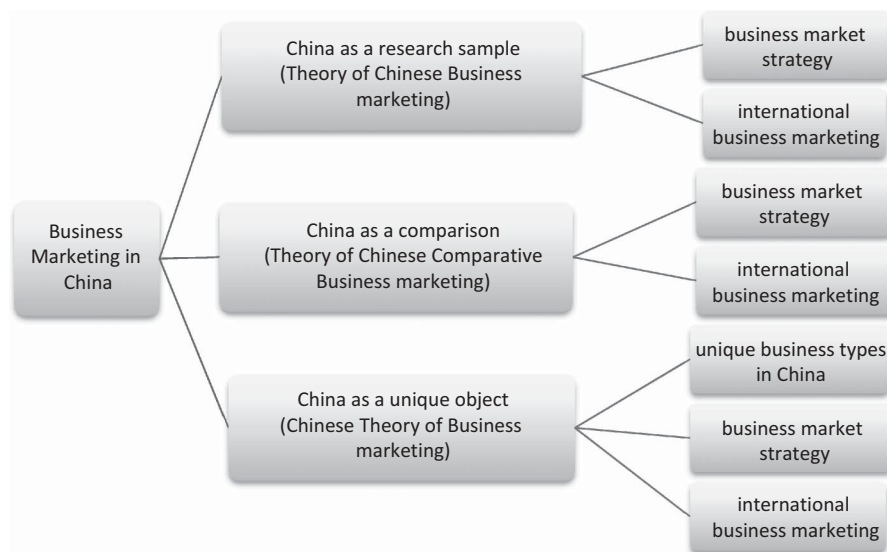 Business
Marketing in
China
China as a research sample
(Theory of Chinese Business
marketing)
business market
strategy
international
business marketing
China as a comparison
(Theory of Chinese Comparative
Business marketing)
business market
strategy
international
business marketing
China as a unique object
(Chinese Theory of Business
marketing)
unique business types
in China
business market
strategy
international
business marketing